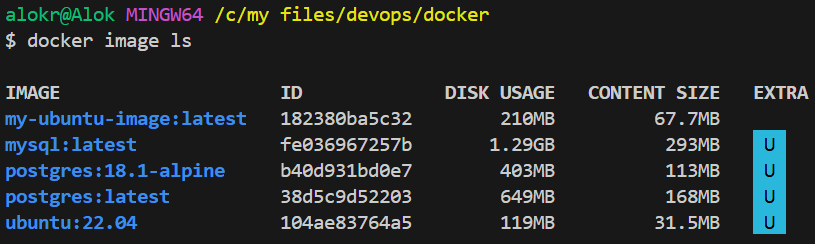 alokr@Alok MINGW64 /c/my files/devops/docker
$ docker image ls
IMAGE ID DISK USAGE CONTENT SIZE EXTRA
my-ubuntu-image:latest 182380ba5c32 210MB 67.7MB
mysql:latest fe036967257b 1.29GB 293MB U
postgres:18.1-alpine b40d931bd0e7 403MB 113MB U
postgres:latest 38d5c9d52203 649MB 168MB U
ubuntu:22.04 104ae83764a5 119MB 31.5MB U